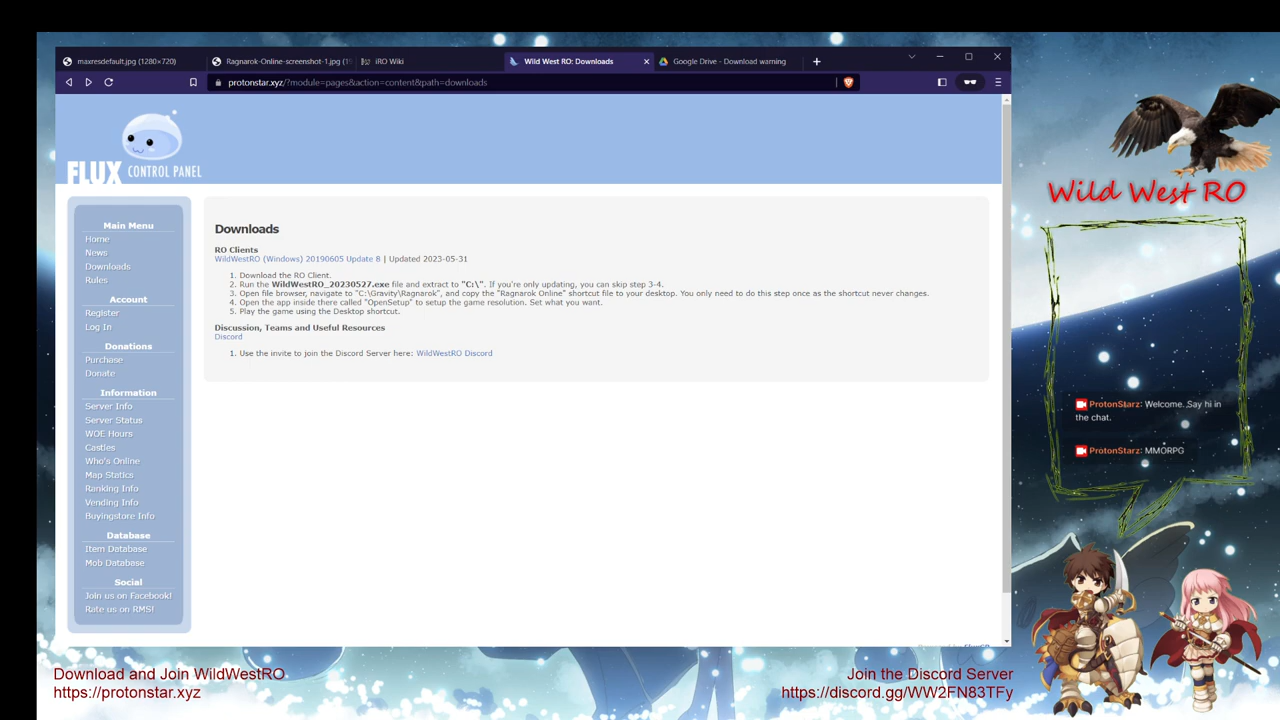 maxresdefault.jpg (1280×720)
Ragnarok-Online-screenshot-1.jpg (1
iRO Wiki
Wild West RO: Downloads
Google Drive - Download warning
protonstar.xyz/?module=pages&action=content&path=downloads
FLUX CONTROL PANEL
Main Menu
Home
News
Downloads
Rules
Account
Register
Log In
Donations
Purchase
Donate
Information
Server Info
Server Status
WOE Hours
Castles
Who's Online
Map Statics
Ranking Info
Vending Info
Buyingstore Info
Database
Item Database
Mob Database
Social
Join us on Facebook!
Rate us on RMS!
Downloads
RO Clients
WildWestRO (Windows) 20190605 Update 8 | Updated 2023-05-31
1. Download the RO Client.
2. Run the WildWestRO_20230527.exe file and extract to "C:\". If you're only updating, you can skip step 3-4.
3. Open file browser, navigate to "C:\Gravity\Ragnarok", and copy the "Ragnarok Online" shortcut file to your desktop. You only need to do this step once as the shortcut never changes.
4. Open the app inside there called "OpenSetup" to setup the game resolution. Set what you want.
5. Play the game using the Desktop shortcut.
Discussion, Teams and Useful Resources
Discord
1. Use the invite to join the Discord Server here: WildWestRO Discord
Wild West RO
ProtonStarz: Welcome. Say hi in
the chat.
ProtonStarz: MMORPG
Download and Join WildWestRO
https://protonstar.xyz
Join the Discord Server
https://discord.gg/WW2FN83TFy